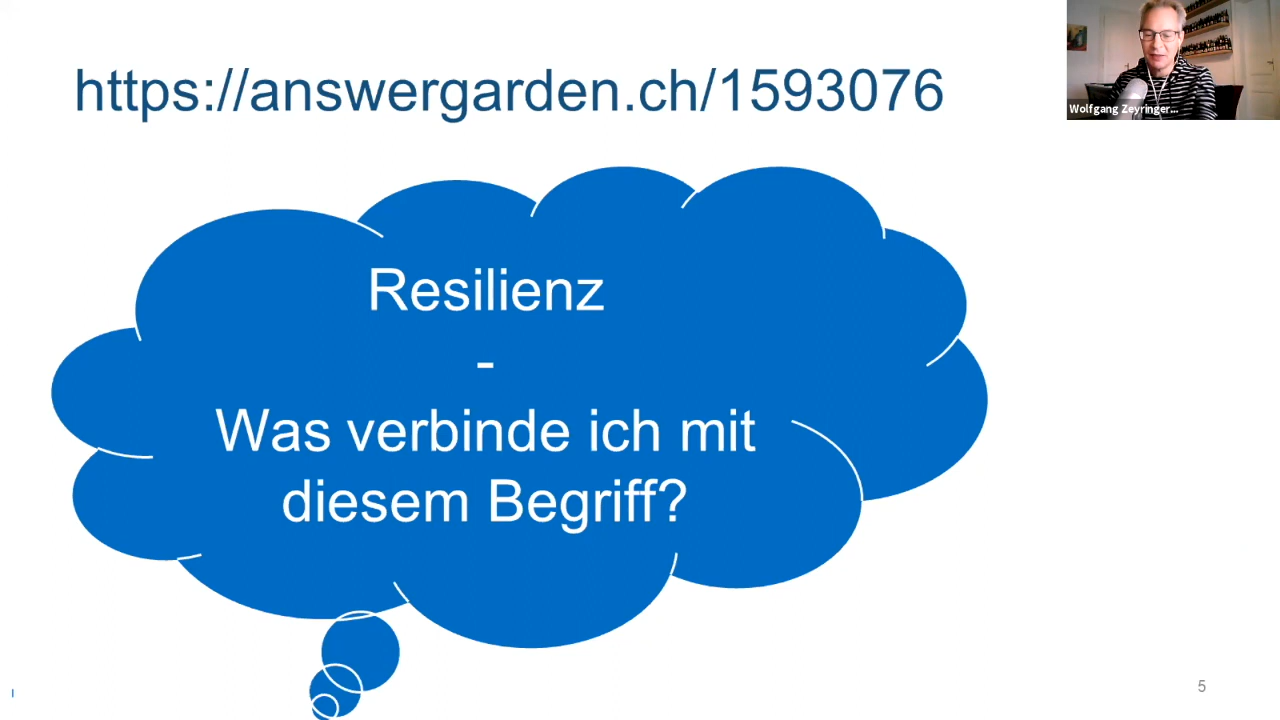 https://answergarden.ch/1593076
Wolfgang Zeyringer...
Resilienz
-
Was verbinde ich mit
diesem Begriff?
5